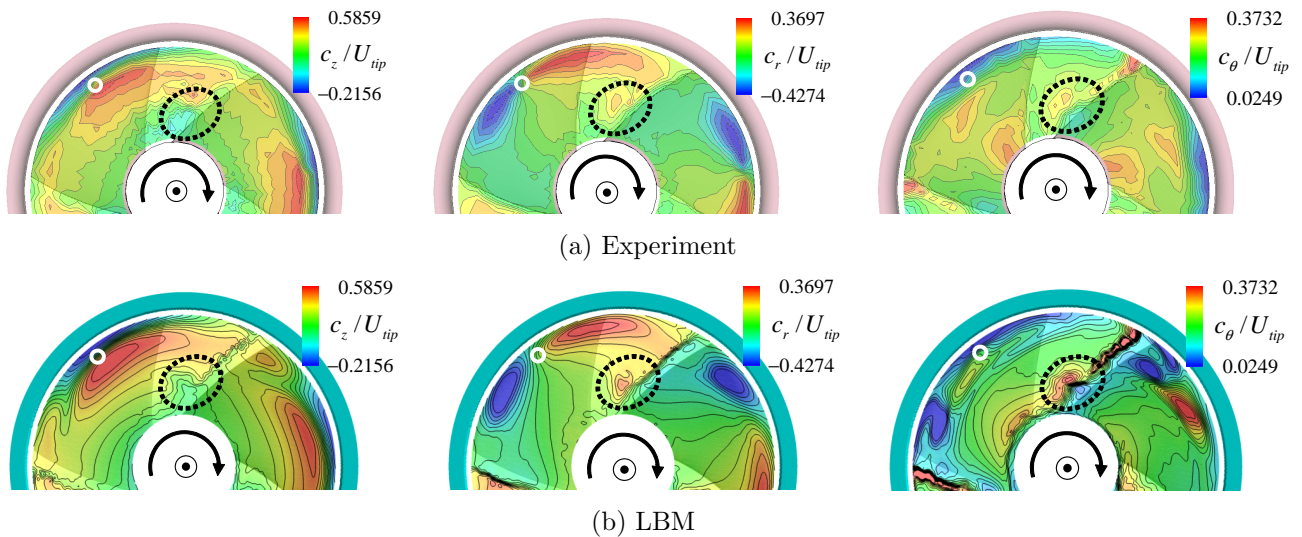 0.5859
c_z / U_tip
−0.2156
0.3697
c_r / U_tip
−0.4274
0.3732
c_θ / U_tip
0.0249
(a) Experiment
0.5859
c_z / U_tip
−0.2156
0.3697
c_r / U_tip
−0.4274
0.3732
c_θ / U_tip
0.0249
(b) LBM